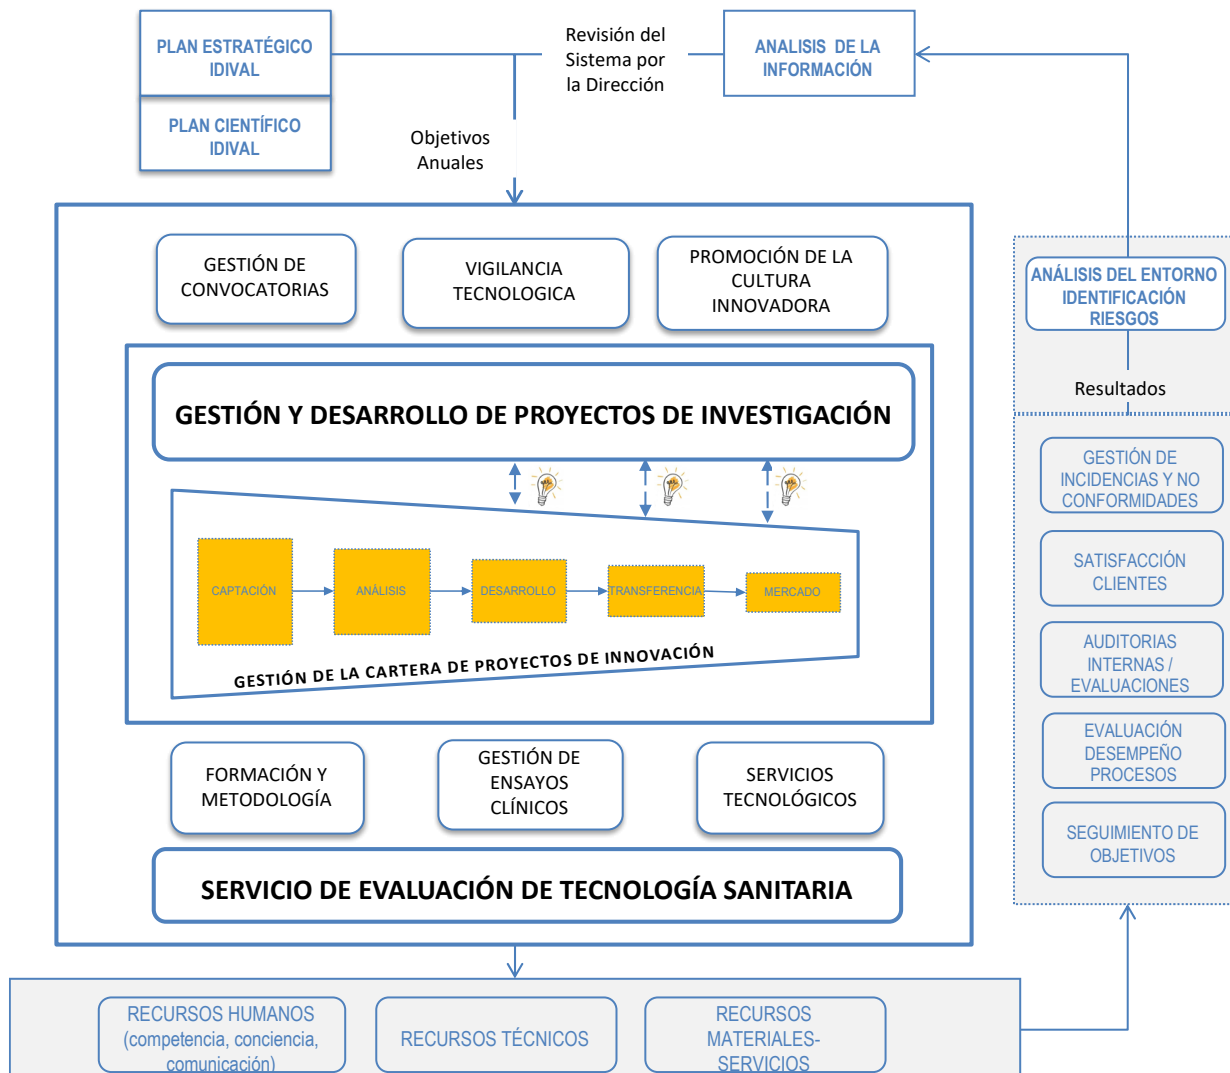 PLAN ESTRATÉGICO
IDIVAL
PLAN CIENTÍFICO
IDIVAL
Revisión del
Sistema por
la Dirección
ANALISIS DE LA
INFORMACIÓN
Objetivos
Anuales
GESTIÓN DE
CONVOCATORIAS
VIGILANCIA
TECNOLOGICA
PROMOCIÓN DE LA
CULTURA
INNOVADORA
GESTIÓN Y DESARROLLO DE PROYECTOS DE INVESTIGACIÓN
CAPTACIÓN
ANÁLISIS
DESARROLLO
TRANSFERENCIA
MERCADO
GESTIÓN DE LA CARTERA DE PROYECTOS DE INNOVACIÓN
FORMACIÓN Y
METODOLOGÍA
GESTIÓN DE
ENSAYOS
CLÍNICOS
SERVICIOS
TECNOLÓGICOS
SERVICIO DE EVALUACIÓN DE TECNOLOGÍA SANITARIA
ANÁLISIS DEL ENTORNO
IDENTIFICACIÓN
RIESGOS
Resultados
GESTIÓN DE
INCIDENCIAS Y NO
CONFORMIDADES
SATISFACCIÓN
CLIENTES
AUDITORIAS
INTERNAS /
EVALUACIONES
EVALUACIÓN
DESEMPEÑO
PROCESOS
SEGUIMIENTO DE
OBJETIVOS
RECURSOS HUMANOS
(competencia, conciencia,
comunicación)
RECURSOS TÉCNICOS
RECURSOS
MATERIALES-
SERVICIOS